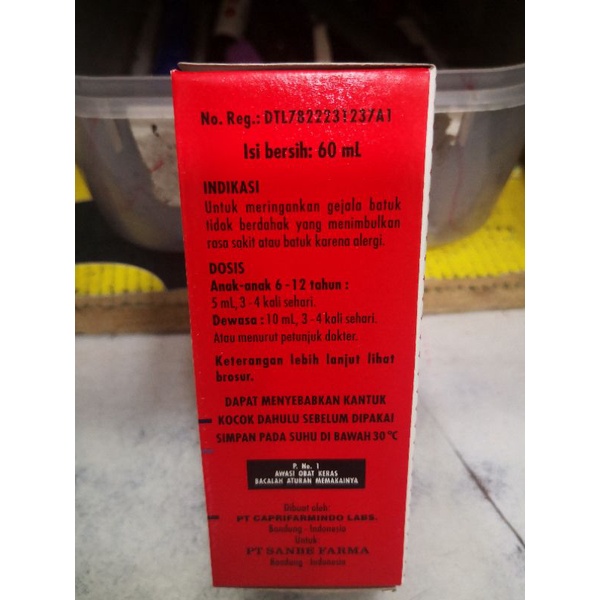 No. Reg.: DTL7822231237A1
Isi bersih: 60 mL
INDIKASI
Untuk meringankan gejala batuk
tidak berdahak yang menimbulkan
rasa sakit atau batuk karena alergi.
DOSIS
Anak-anak 6 - 12 tahun :
5 mL, 3 - 4 kali sehari.
Dewasa : 10 mL, 3 - 4 kali sehari.
Atau menurut petunjuk dokter.
Keterangan lebih lanjut lihat
brosur.
DAPAT MENYEBABKAN KANTUK
KOCOK DAHULU SEBELUM DIPAKAI
SIMPAN PADA SUHU DI BAWAH 30 °C
P. No. 1
AWAS! OBAT KERAS
BACALAH ATURAN MEMAKAINYA
Dibuat oleh:
PT CAPRIFARMINDO LABS.
Bandung - Indonesia
Untuk:
PT SANBE FARMA
Bandung - Indonesia